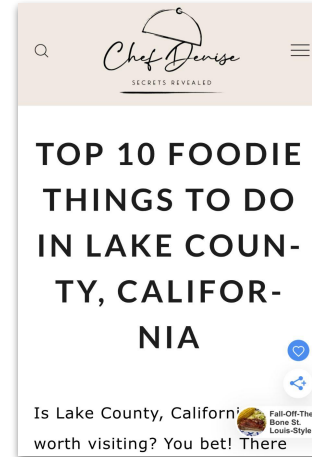 Chef Denise
SECRETS REVEALED
TOP 10 FOODIE
THINGS TO DO
IN LAKE COUN-
TY, CALIFOR-
NIA
Is Lake County, Californi
worth visiting? You bet! There
Fall-Off-The
Bone St.
Louis-Style